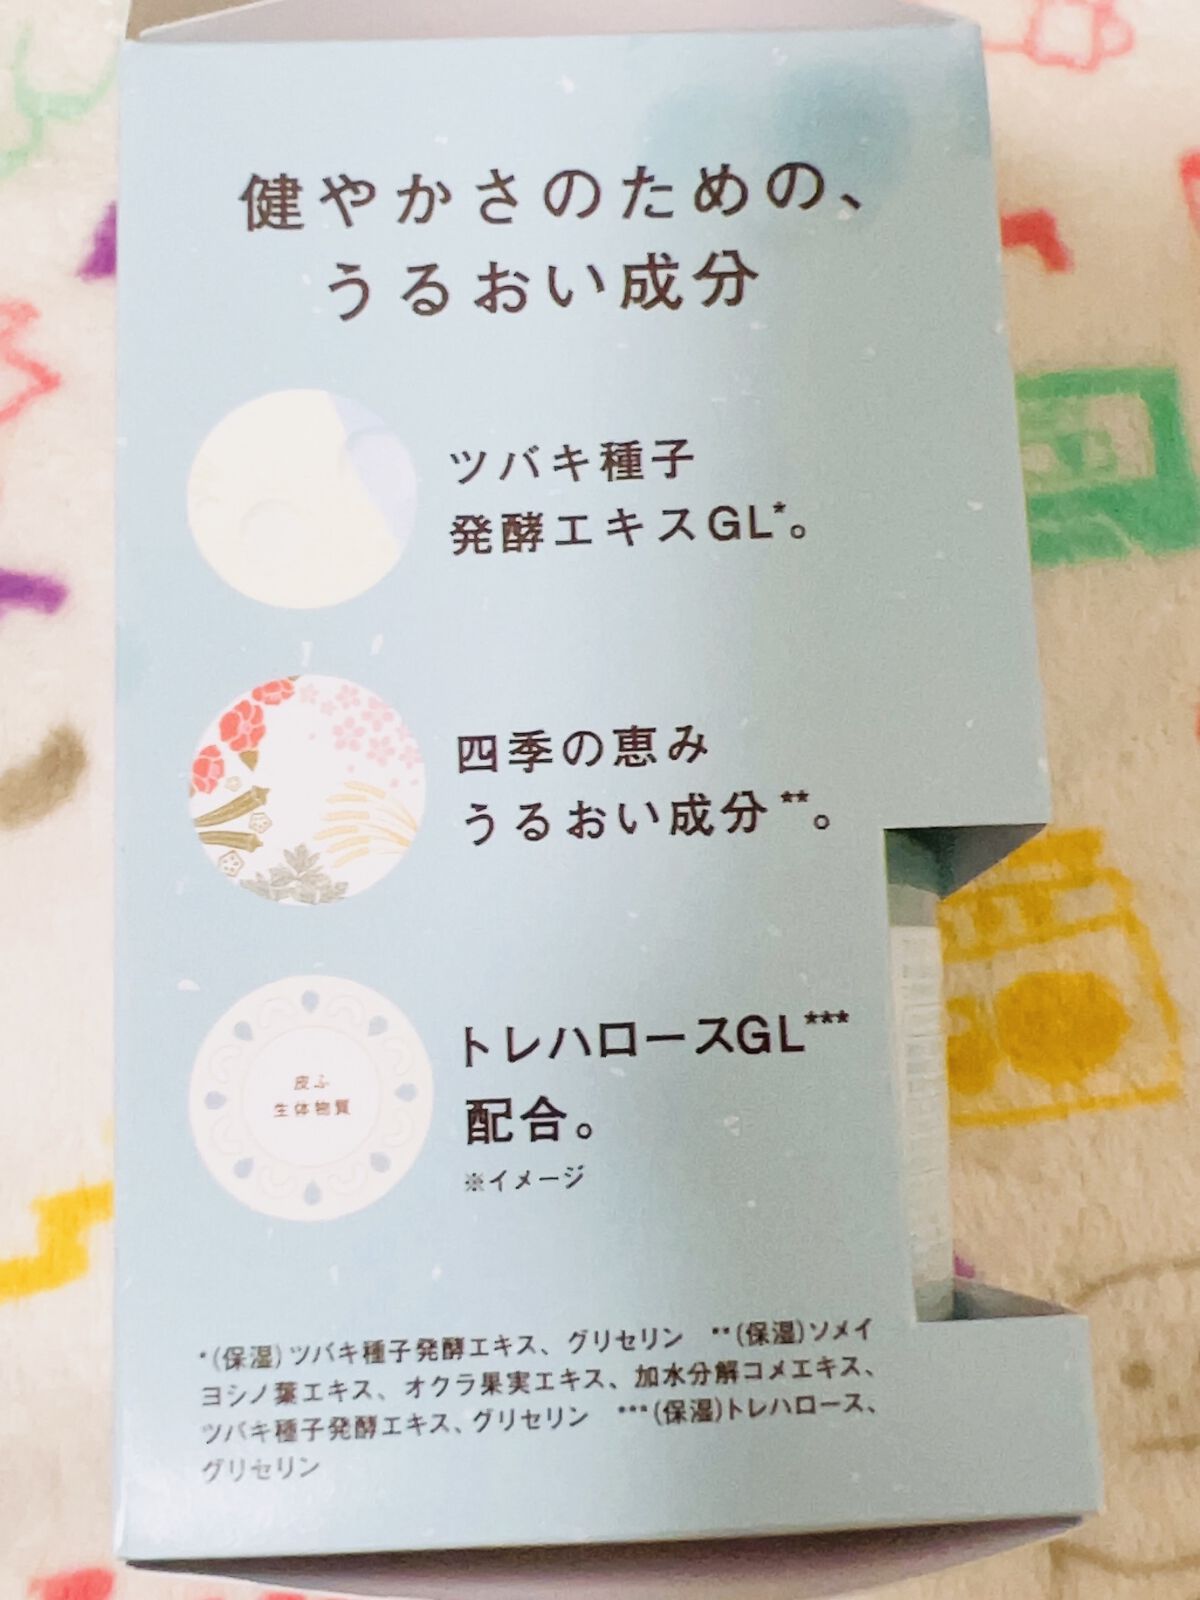 健やかさのための、
うるおい成分
ツバキ種子
発酵エキスGL*。
四季の恵み
うるおい成分**。
皮ふ
生体物質
トレハロースGL***
配合。
※イメージ
*(保湿)ツバキ種子発酵エキス、グリセリン **(保湿)ソメイ
ヨシノ葉エキス、オクラ果実エキス、加水分解コメエキス、
ツバキ種子発酵エキス、グリセリン ***(保湿)トレハロース、
グリセリン